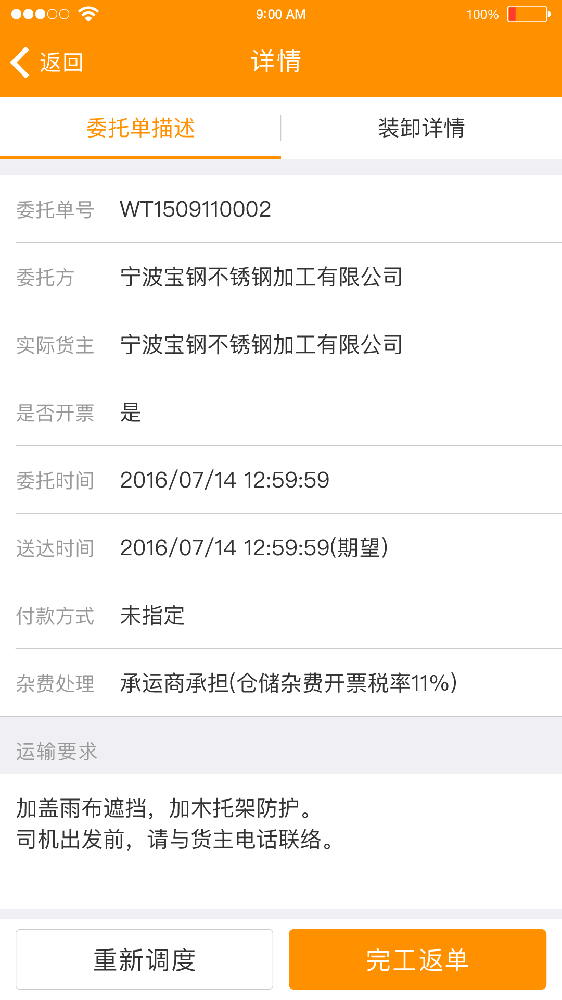 9:00 AM 100%
返回 详情
委托单描述 装卸详情
委托单号 WT1509110002
委托方 宁波宝钢不锈钢加工有限公司
实际货主 宁波宝钢不锈钢加工有限公司
是否开票 是
委托时间 2016/07/14 12:59:59
送达时间 2016/07/14 12:59:59(期望)
付款方式 未指定
杂费处理 承运商承担(仓储杂费开票税率11%)
运输要求
加盖雨布遮挡，加木托架防护。
司机出发前，请与货主电话联络。
重新调度 完工返单